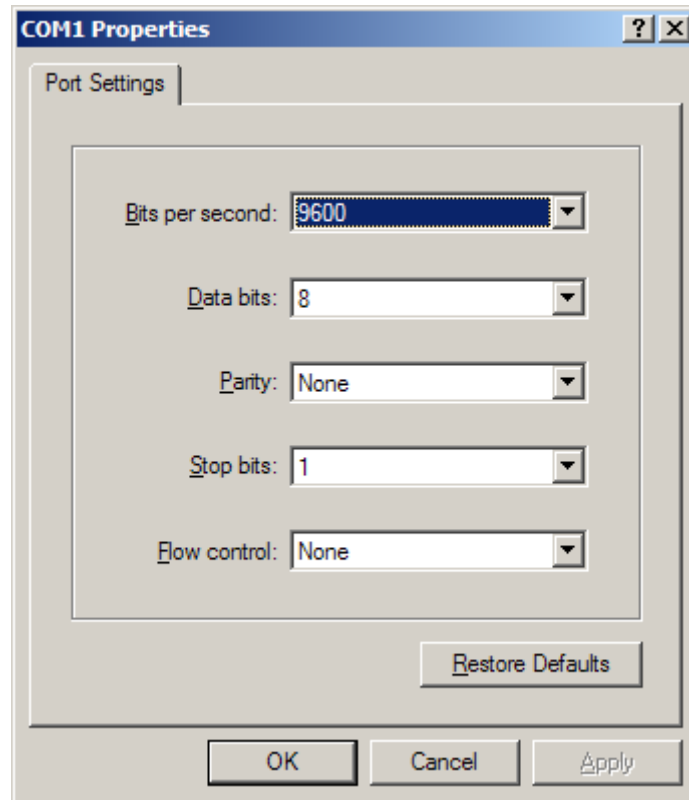 COM1 Properties
Port Settings
Bits per second: 9600
Data bits: 8
Parity: None
Stop bits: 1
Flow control: None
Restore Defaults
OK Cancel Apply